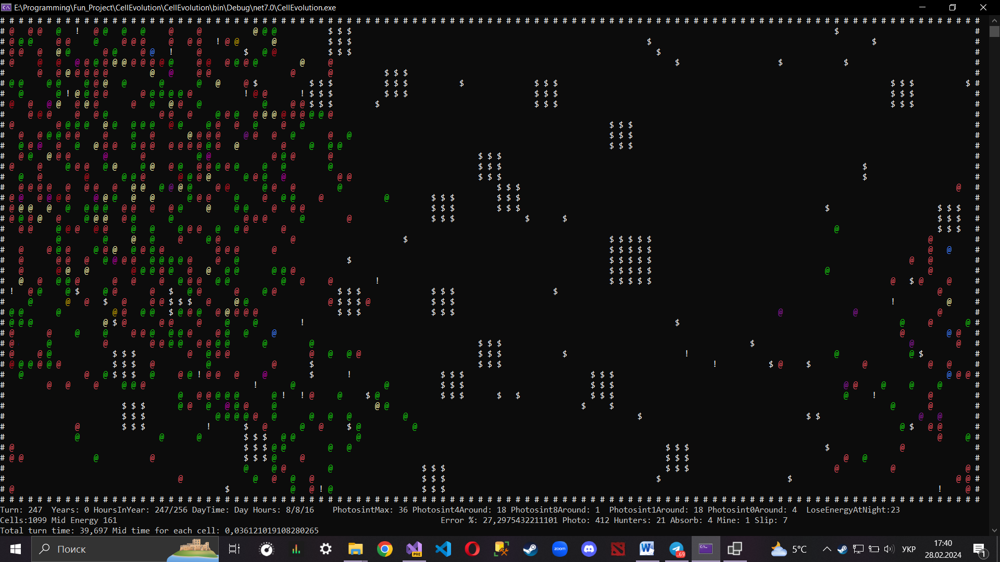 E:\Programming\Fun_Project\CellEvolution\CellEvolution\bin\Debug\net7.0\CellEvolution.exe
Turn: 247  Years: 0 HoursInYear: 247/256 DayTime: Day Hours: 8/8/16    PhotosintMax: 36 Photosint4Around: 18 Photosint8Around: 1  Photosint1Around: 18 Photosint0Around: 4  LoseEnergyAtNight:23
Cells:1099 Mid Energy 161    Error %: 27,2975432211101 Photo: 412 Hunters: 21 Absorb: 4 Mine: 1 Slip: 7
Total turn time: 39,697 Mid time for each cell: 0,036121019108280265
Поиск
PRE
zoom
.69
5°C
УКР
17:40
28.02.2024
1